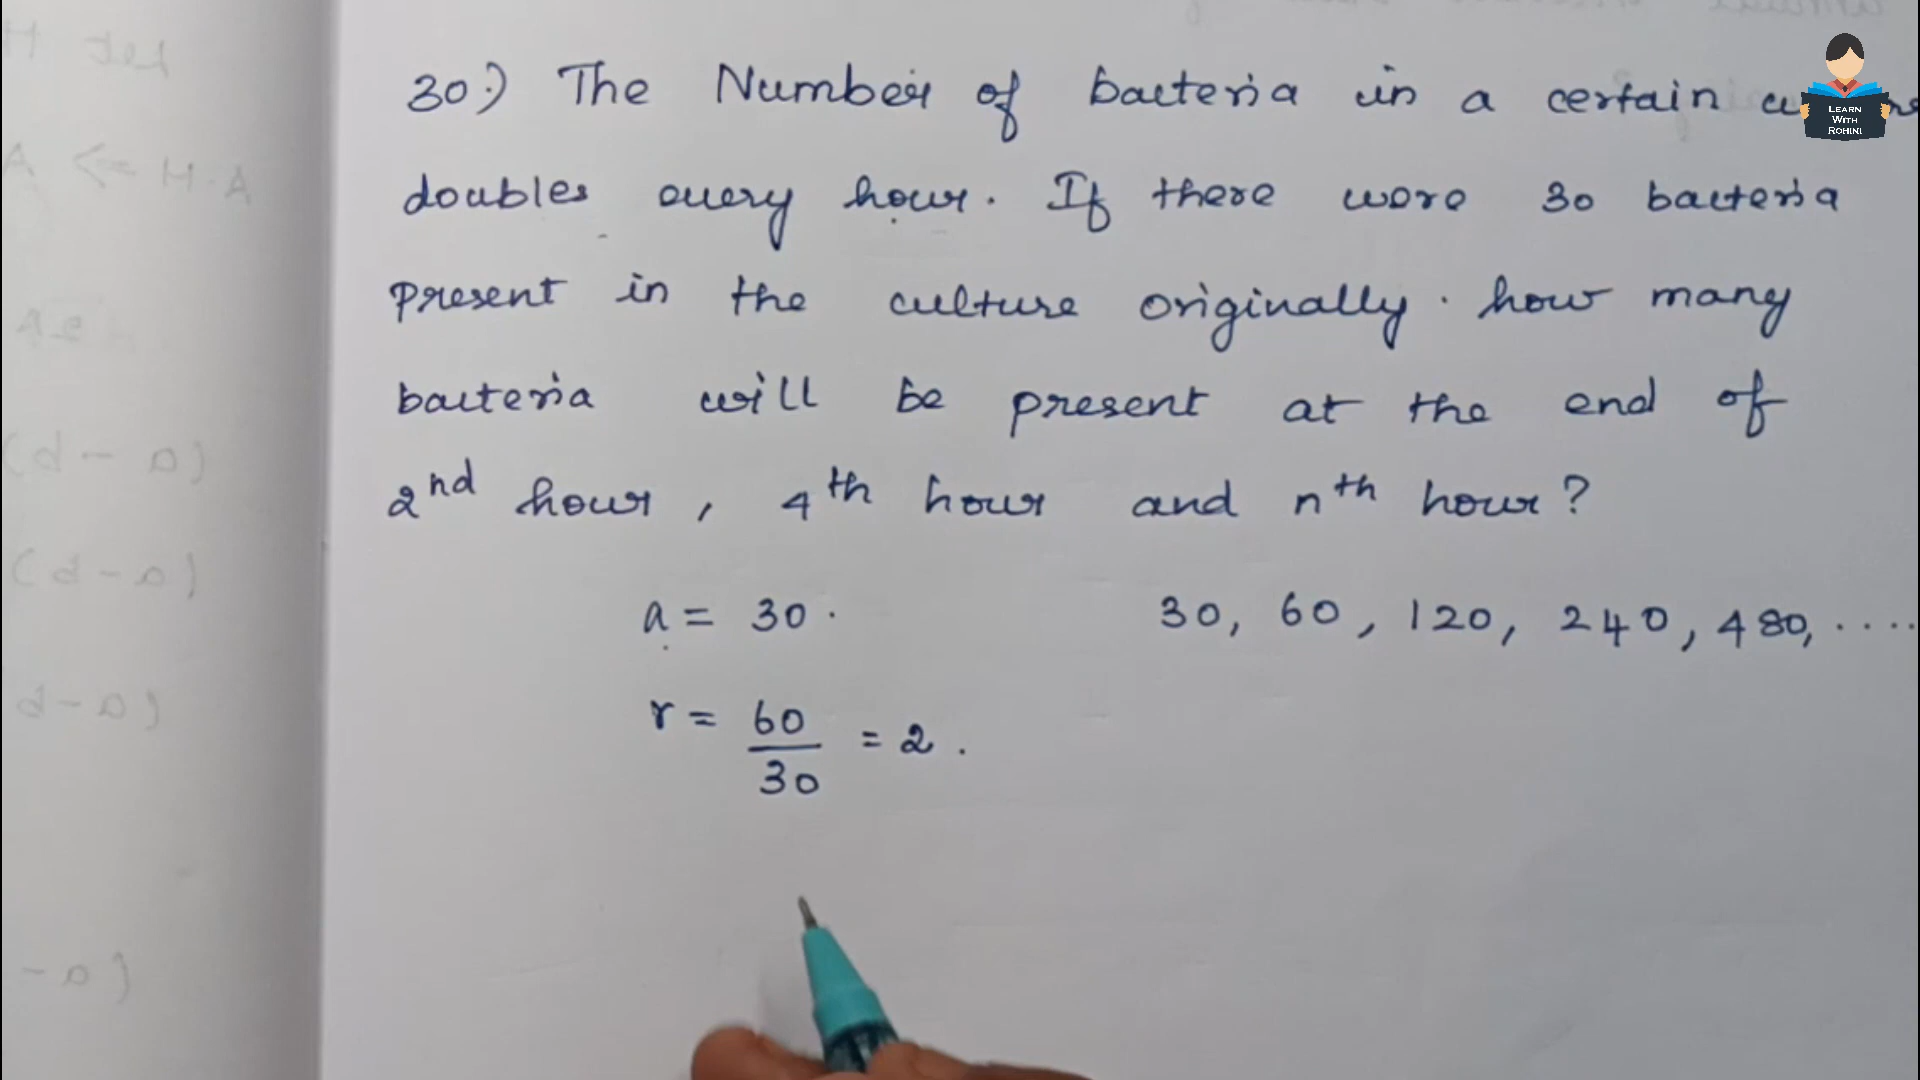 30.) The Number of bacteria in a certain
LEARN
WITH
ROHINI
doubles every hour. If there were 30 bacteria
present in the culture originally. how many
bacteria will be present at the end of
2nd hour, 4th hour and nth hour?
a = 30. 30, 60, 120, 240, 480, ....
r = 60/30 = 2.